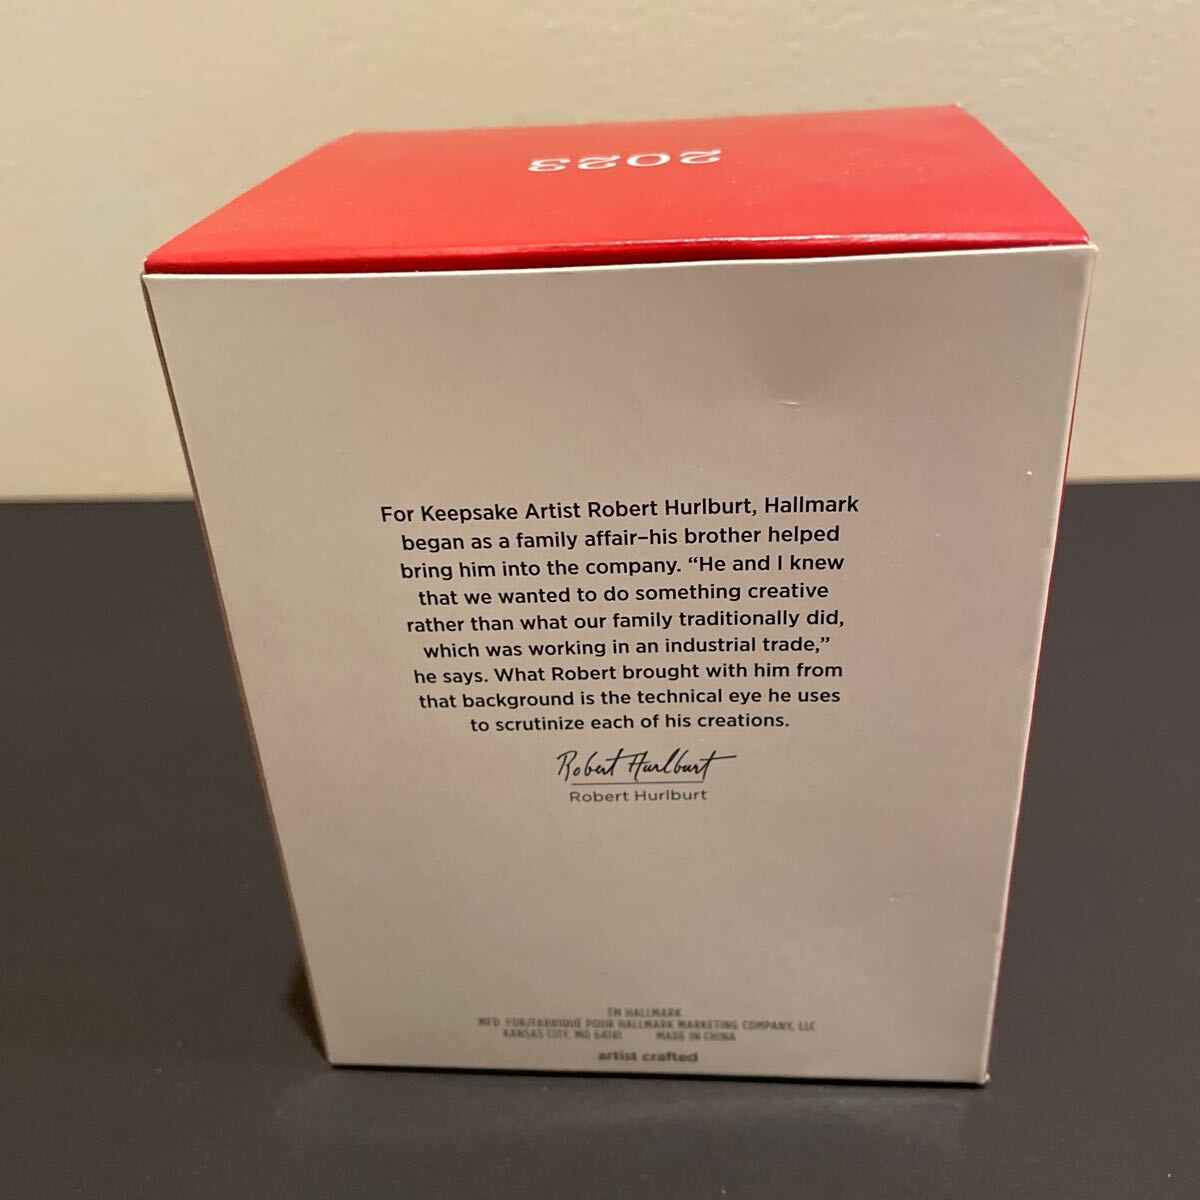 2023
For Keepsake Artist Robert Hurlburt, Hallmark
began as a family affair–his brother helped
bring him into the company. “He and I knew
that we wanted to do something creative
rather than what our family traditionally did,
which was working in an industrial trade,”
he says. What Robert brought with him from
that background is the technical eye he uses
to scrutinize each of his creations.
Robert Hurlburt
Robert Hurlburt
TM HALLMARK
MFD. FOR/FABRIQUÉ POUR HALLMARK MARKETING COMPANY, LLC
KANSAS CITY, MO 64141 MADE IN CHINA
artist crafted